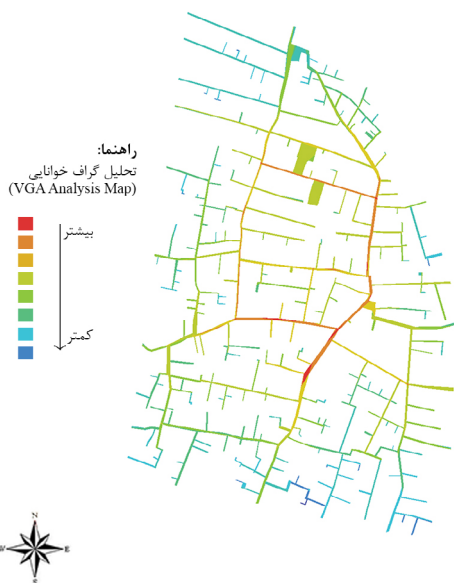 راهنما:
تحلیل گراف خوانایی
(VGA Analysis Map)
بیشتر
کمتر
N
W
E